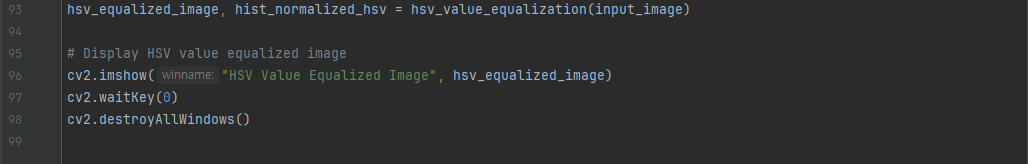 93 hsv_equalized_image, hist_normalized_hsv = hsv_value_equalization(input_image)
94
95 # Display HSV value equalized image
96 cv2.imshow( winname: "HSV Value Equalized Image", hsv_equalized_image)
97 cv2.waitKey(0)
98 cv2.destroyAllWindows()
99